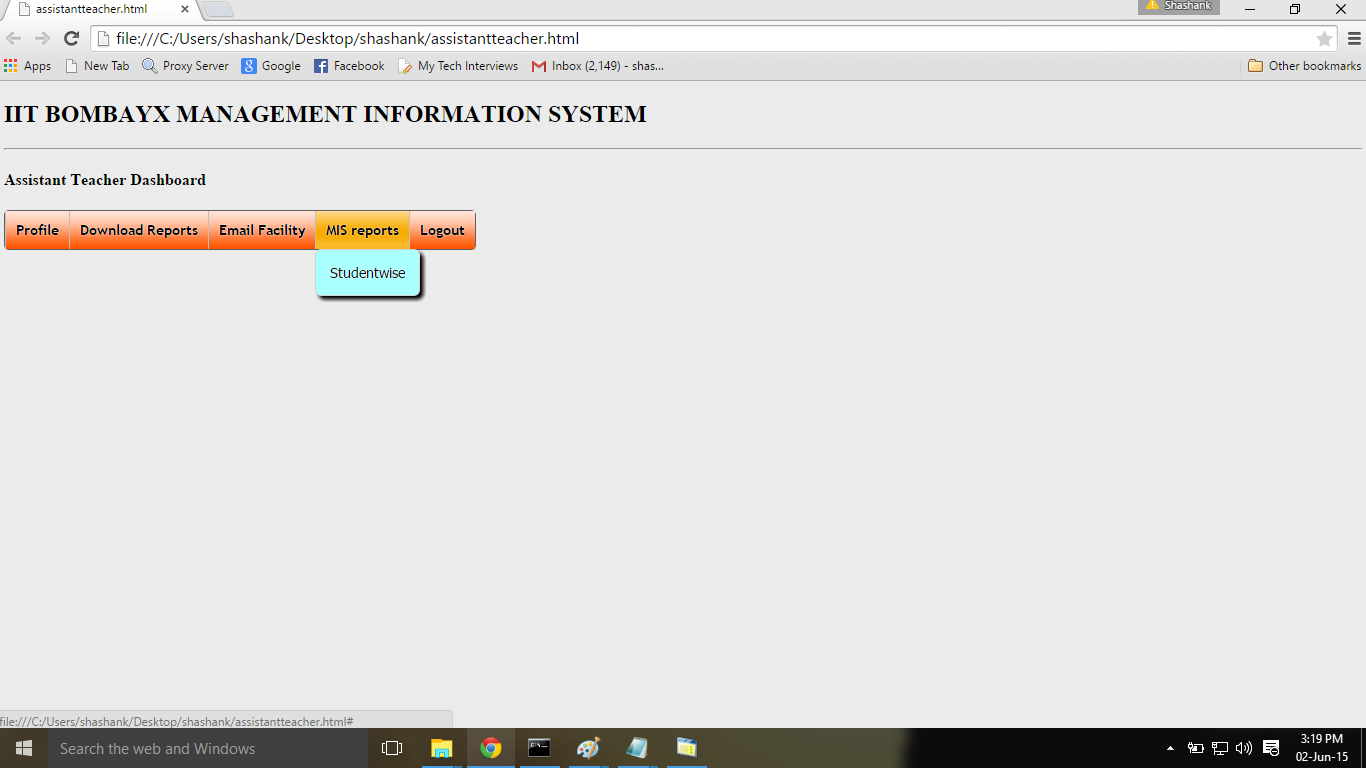 assistantteacher.html
Shashank
file:///C:/Users/shashank/Desktop/shashank/assistantteacher.html
Apps New Tab Proxy Server Google Facebook My Tech Interviews Inbox (2,149) - shas... Other bookmarks
IIT BOMBAYX MANAGEMENT INFORMATION SYSTEM
Assistant Teacher Dashboard
Profile Download Reports Email Facility MIS reports Logout
Studentwise
file:///C:/Users/shashank/Desktop/shashank/assistantteacher.html#
Search the web and Windows
3:19 PM
02-Jun-15